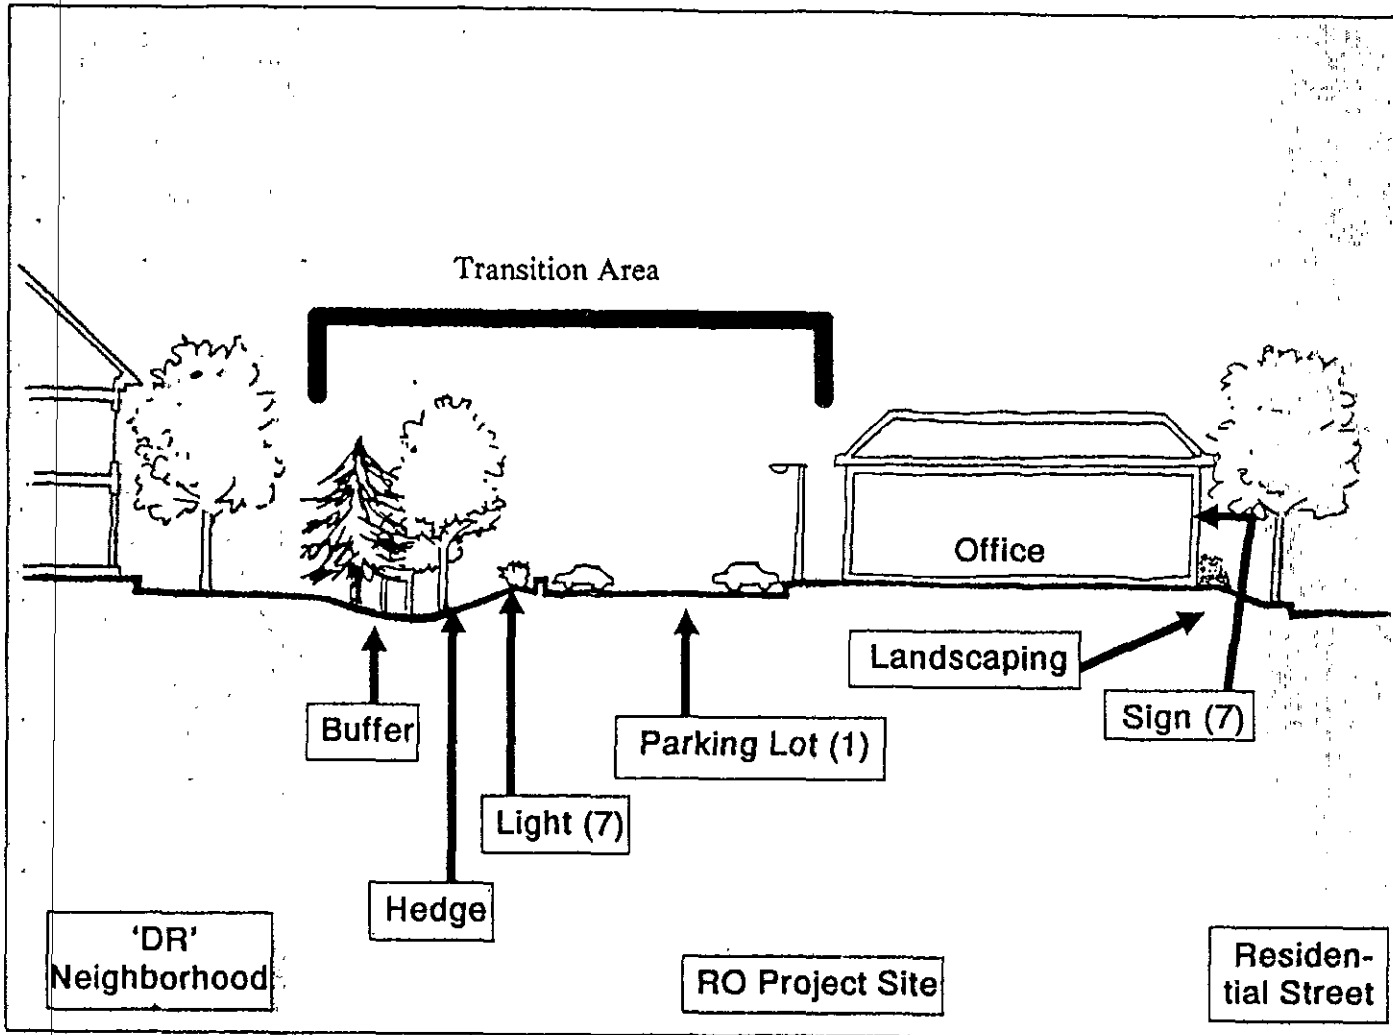 Transition Area
Office
Landscaping
Buffer
Parking Lot (1)
Sign (7)
Light (7)
Hedge
'DR'
Neighborhood
RO Project Site
Residen-
tial Street